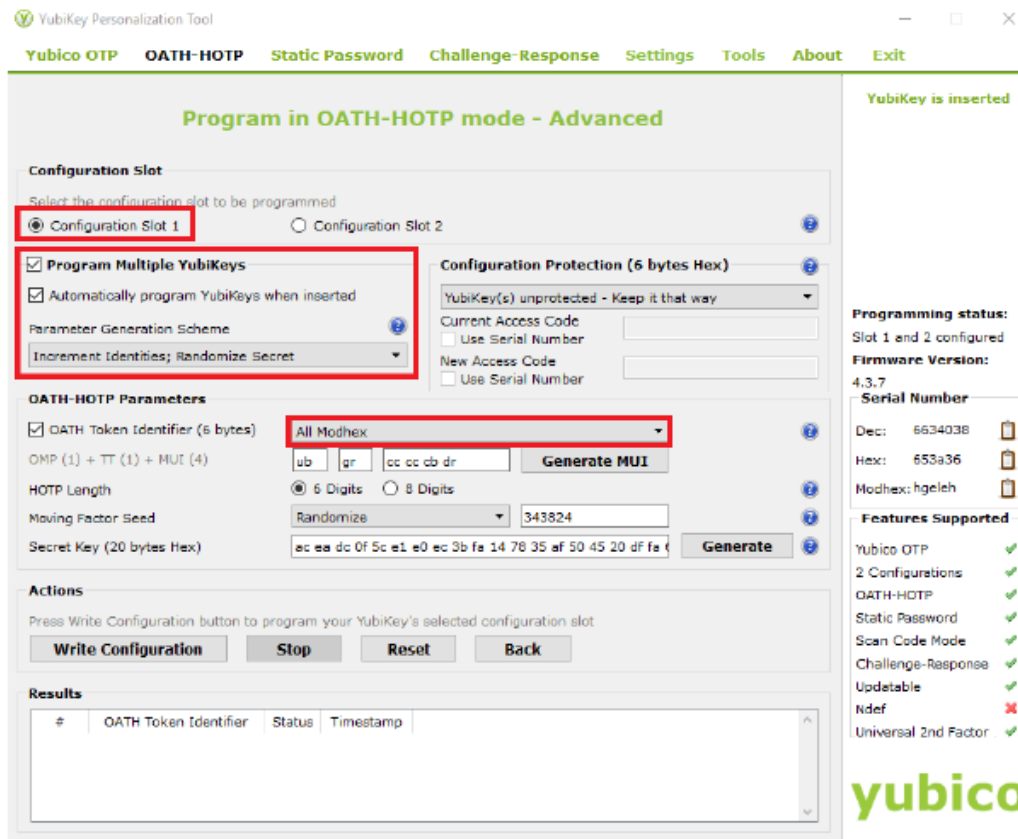 YubiKey Personalization Tool
Yubico OTP OATH-HOTP Static Password Challenge-Response Settings Tools About Exit
Program in OATH-HOTP mode - Advanced
Configuration Slot
Select the configuration slot to be programmed
Configuration Slot 1 Configuration Slot 2
Program Multiple YubiKeys
Automatically program YubiKeys when inserted
Parameter Generation Scheme
Increment Identities; Randomize Secret
Configuration Protection (6 bytes Hex)
YubiKey(s) unprotected - Keep it that way
Current Access Code
Use Serial Number
New Access Code
Use Serial Number
OATH-HOTP Parameters
OATH Token Identifier (6 bytes) All Modhex
OMP (1) + TT (1) + MUI (4) ub gr cc cc cb dr Generate MUI
HOTP Length 6 Digits 8 Digits
Moving Factor Seed Randomize 343824
Secret Key (20 bytes Hex) ac ea dc 0f 5c e1 e0 ec 3b fa 14 78 35 af 50 45 20 df fa Generate
Actions
Press Write Configuration button to program your YubiKey's selected configuration slot
Write Configuration Stop Reset Back
Results
# OATH Token Identifier Status Timestamp
YubiKey is inserted
Programming status:
Slot 1 and 2 configured
Firmware Version:
4.3.7
Serial Number
Dec: 6634038
Hex: 653a36
Modhex: hgeleh
Features Supported
Yubico OTP
2 Configurations
OATH-HOTP
Static Password
Scan Code Mode
Challenge-Response
Updatable
Ndef
Universal 2nd Factor
yubico